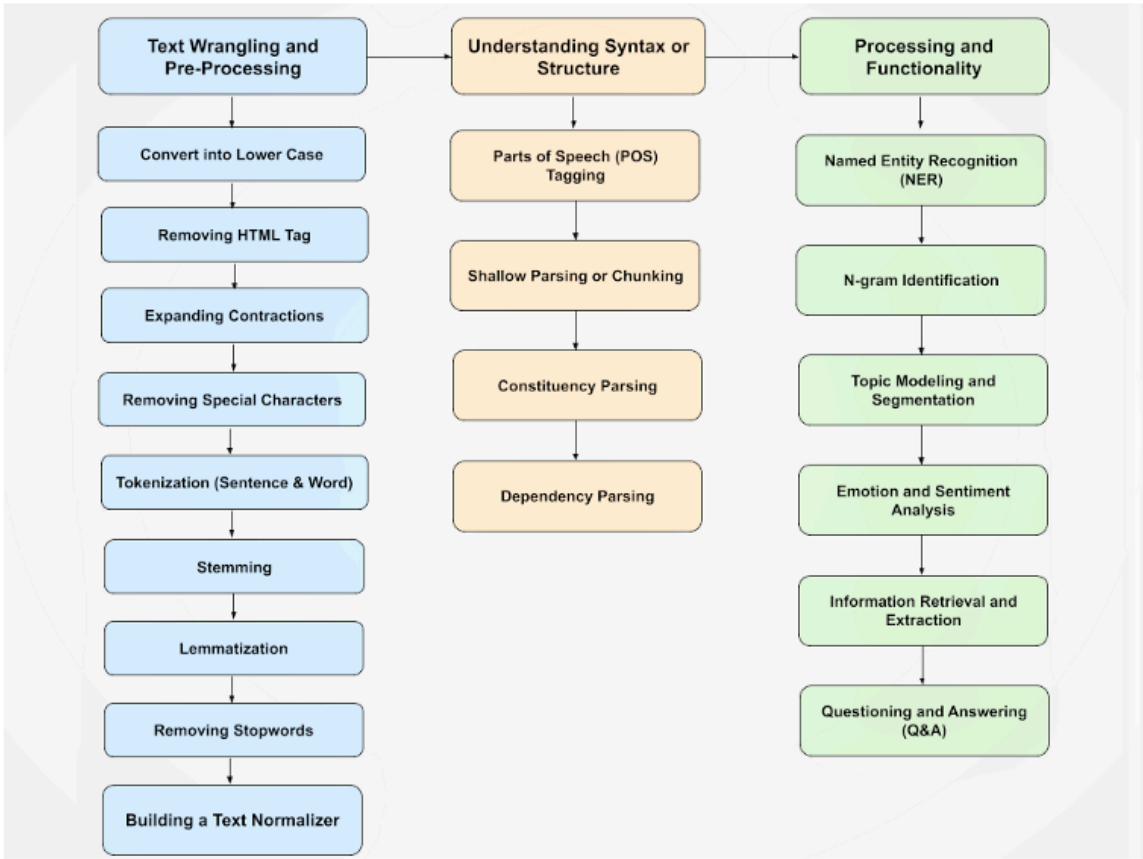 Text Wrangling and
Pre-Processing
Convert into Lower Case
Removing HTML Tag
Expanding Contractions
Removing Special Characters
Tokenization (Sentence & Word)
Stemming
Lemmatization
Removing Stopwords
Building a Text Normalizer
Understanding Syntax or
Structure
Parts of Speech (POS)
Tagging
Shallow Parsing or Chunking
Constituency Parsing
Dependency Parsing
Processing and
Functionality
Named Entity Recognition
(NER)
N-gram Identification
Topic Modeling and
Segmentation
Emotion and Sentiment
Analysis
Information Retrieval and
Extraction
Questioning and Answering
(Q&A)